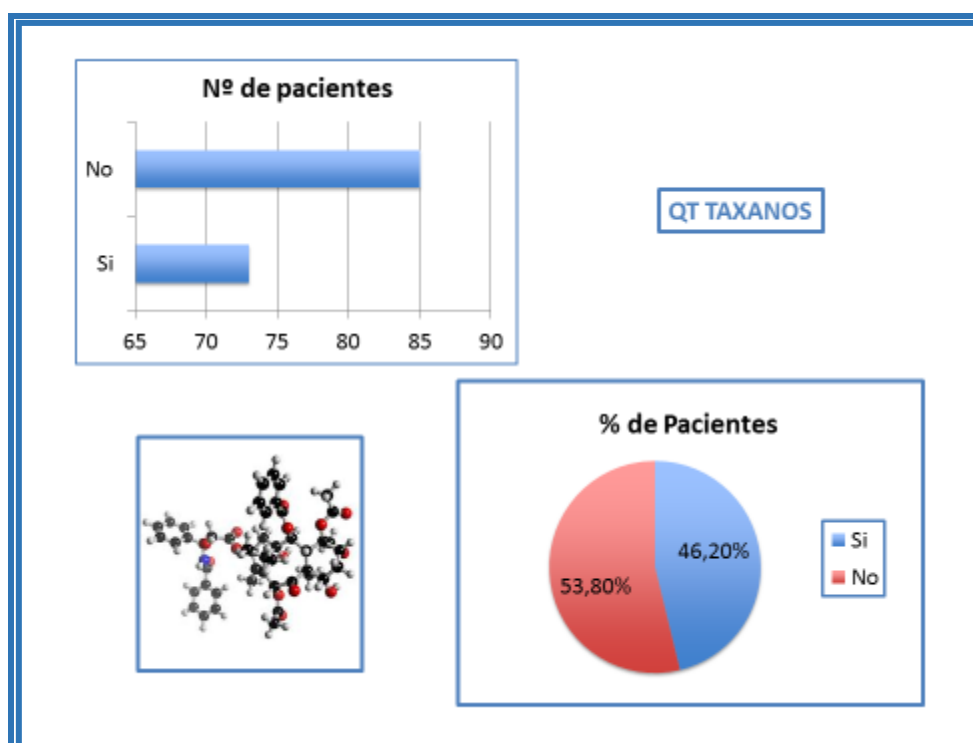 Nº de pacientes
No
Si
65 70 75 80 85 90
QT TAXANOS
% de Pacientes
46,20%
53,80%
Si
No